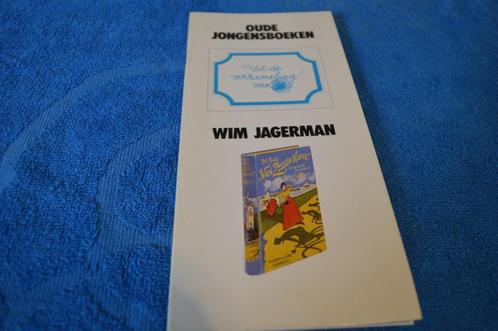 OUDE
JONGENSBOEKEN
Uit de
verzameling
van
WIM JAGERMAN